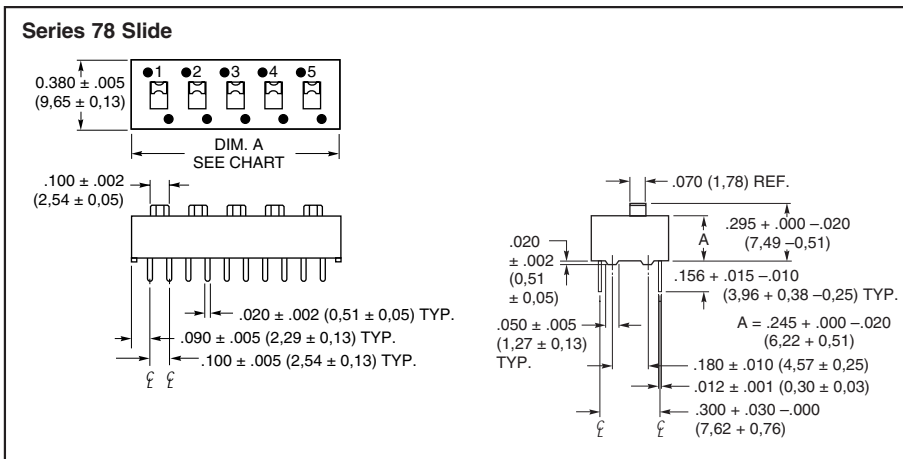 Series 78 Slide
1 2 3 4 5
0.380 ± .005
(9,65 ± 0,13)
DIM. A
SEE CHART
.100 ± .002
(2,54 ± 0,05)
.020 ± .002 (0,51 ± 0,05) TYP.
.090 ± .005 (2,29 ± 0,13) TYP.
.100 ± .005 (2,54 ± 0,13) TYP.
℄ ℄
.070 (1,78) REF.
A
.295 + .000 –.020
(7,49 –0,51)
.020
± .002
(0,51
± 0,05)
.156 + .015 –.010
(3,96 + 0,38 –0,25) TYP.
.050 ± .005
(1,27 ± 0,13)
TYP.
A = .245 + .000 –.020
(6,22 + 0,51)
.180 ± .010 (4,57 ± 0,25)
.012 ± .001 (0,30 ± 0,03)
.300 + .030 –.000
(7,62 + 0,76)
℄ ℄